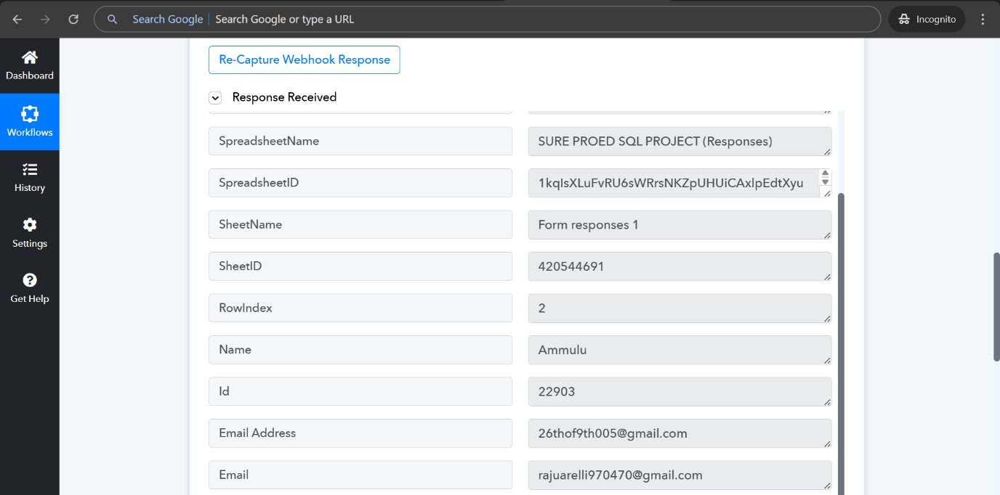 Search Google
Search Google or type a URL
Incognito
Dashboard
Workflows
History
Settings
Get Help
Re-Capture Webhook Response
Response Received
SpreadsheetName
SURE PROED SQL PROJECT (Responses)
SpreadsheetID
1kqIsXLuFvRU6sWRrsNKZpUHUiCAxlpEdtXyu
SheetName
Form responses 1
SheetID
420544691
RowIndex
2
Name
Ammulu
Id
22903
Email Address
26thof9th005@gmail.com
Email
rajuarelli970470@gmail.com